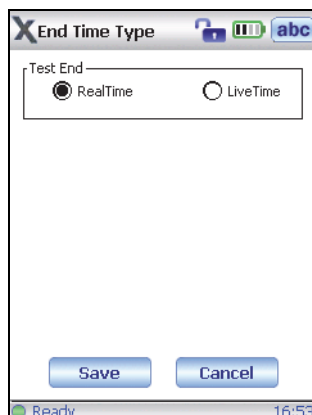 X End Time Type abc
Test End
RealTime LiveTime
Save Cancel
Ready 16:53